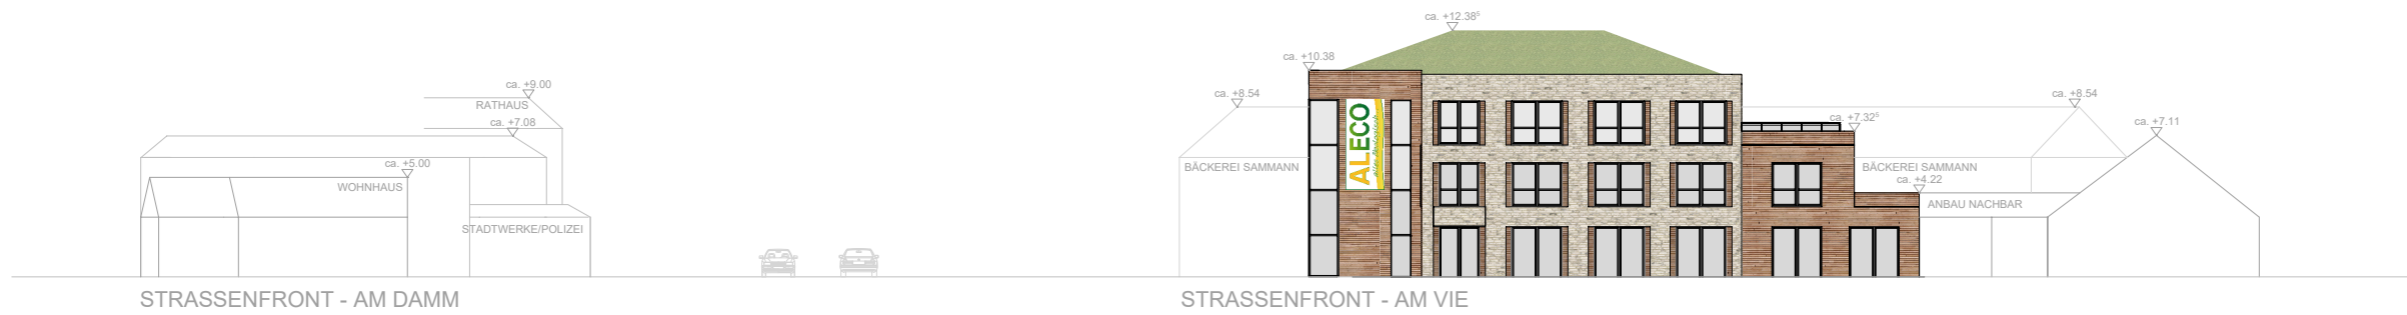 ca. +9.00
RATHAUS
ca. +7.08
ca. +5.00
WOHNHAUS
STADTWERKE/POLIZEI
STRASSENFRONT - AM DAMM
ca. +12.38⁵
ca. +10.38
ca. +8.54
BÄCKEREI SAMMANN
ALECO
ca. +8.54
ca. +7.32⁵
ca. +7.11
BÄCKEREI SAMMANN
ca. +4.22
ANBAU NACHBAR
STRASSENFRONT - AM VIE